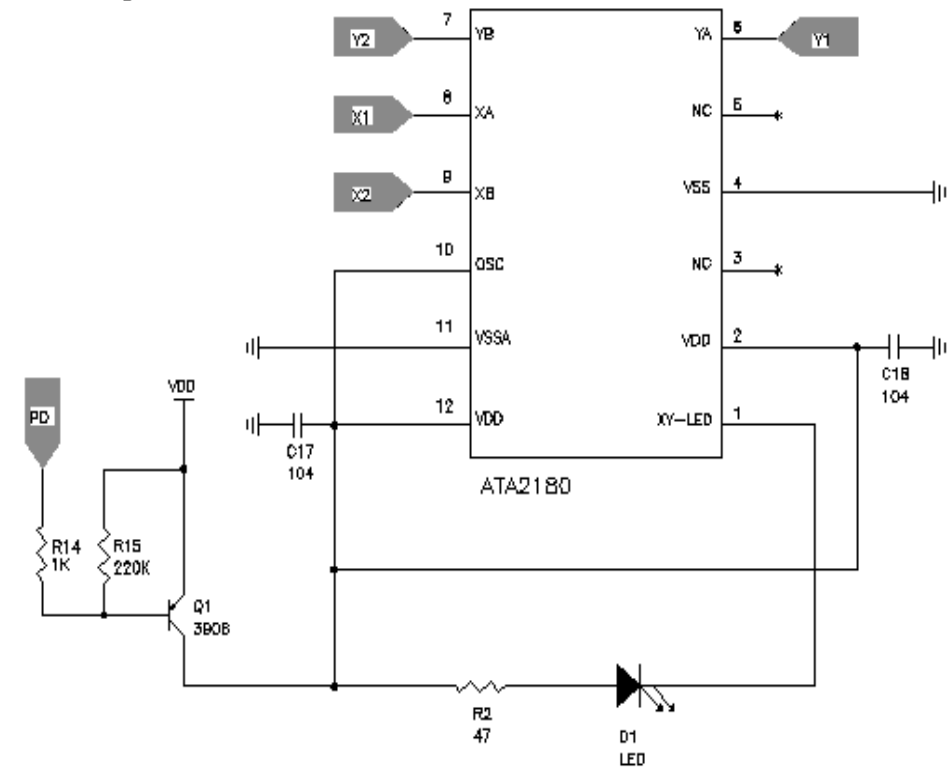 Y2
7
YB
YA
6
Y1
X1
8
XA
NC
5
X2
9
XB
VSS
4
10
OSC
NC
3
11
VSSA
VDD
2
C18
104
12
VDD
XY-LED
1
C17
104
ATA2180
PD
VDD
R14
1K
R15
220K
Q1
3906
R2
47
D1
LED